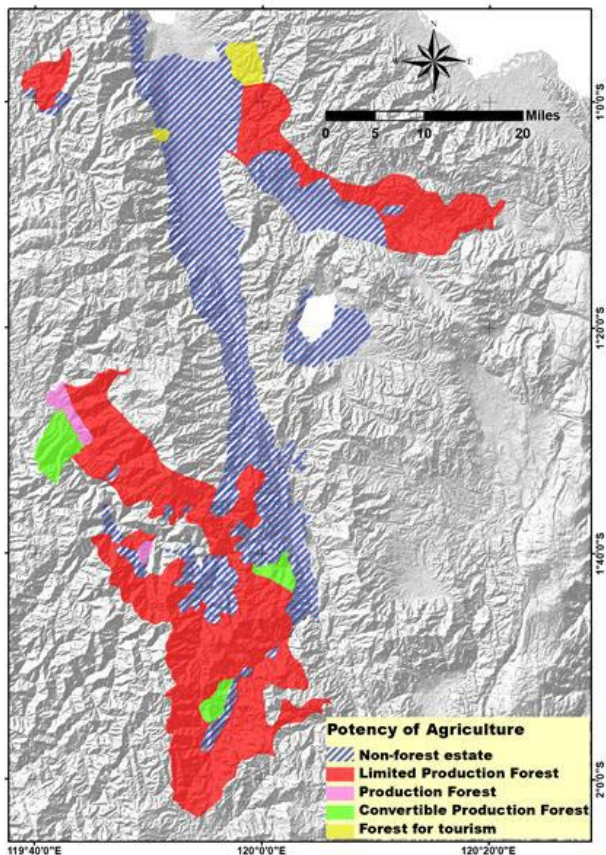 N
E
Miles
0 5 10 20
1°0'0"S
1°20'0"S
1°40'0"S
2°0'0"S
Potency of Agriculture
Non-forest estate
Limited Production Forest
Production Forest
Convertible Production Forest
Forest for tourism
119°40'0"E 120°0'0"E 120°20'0"E